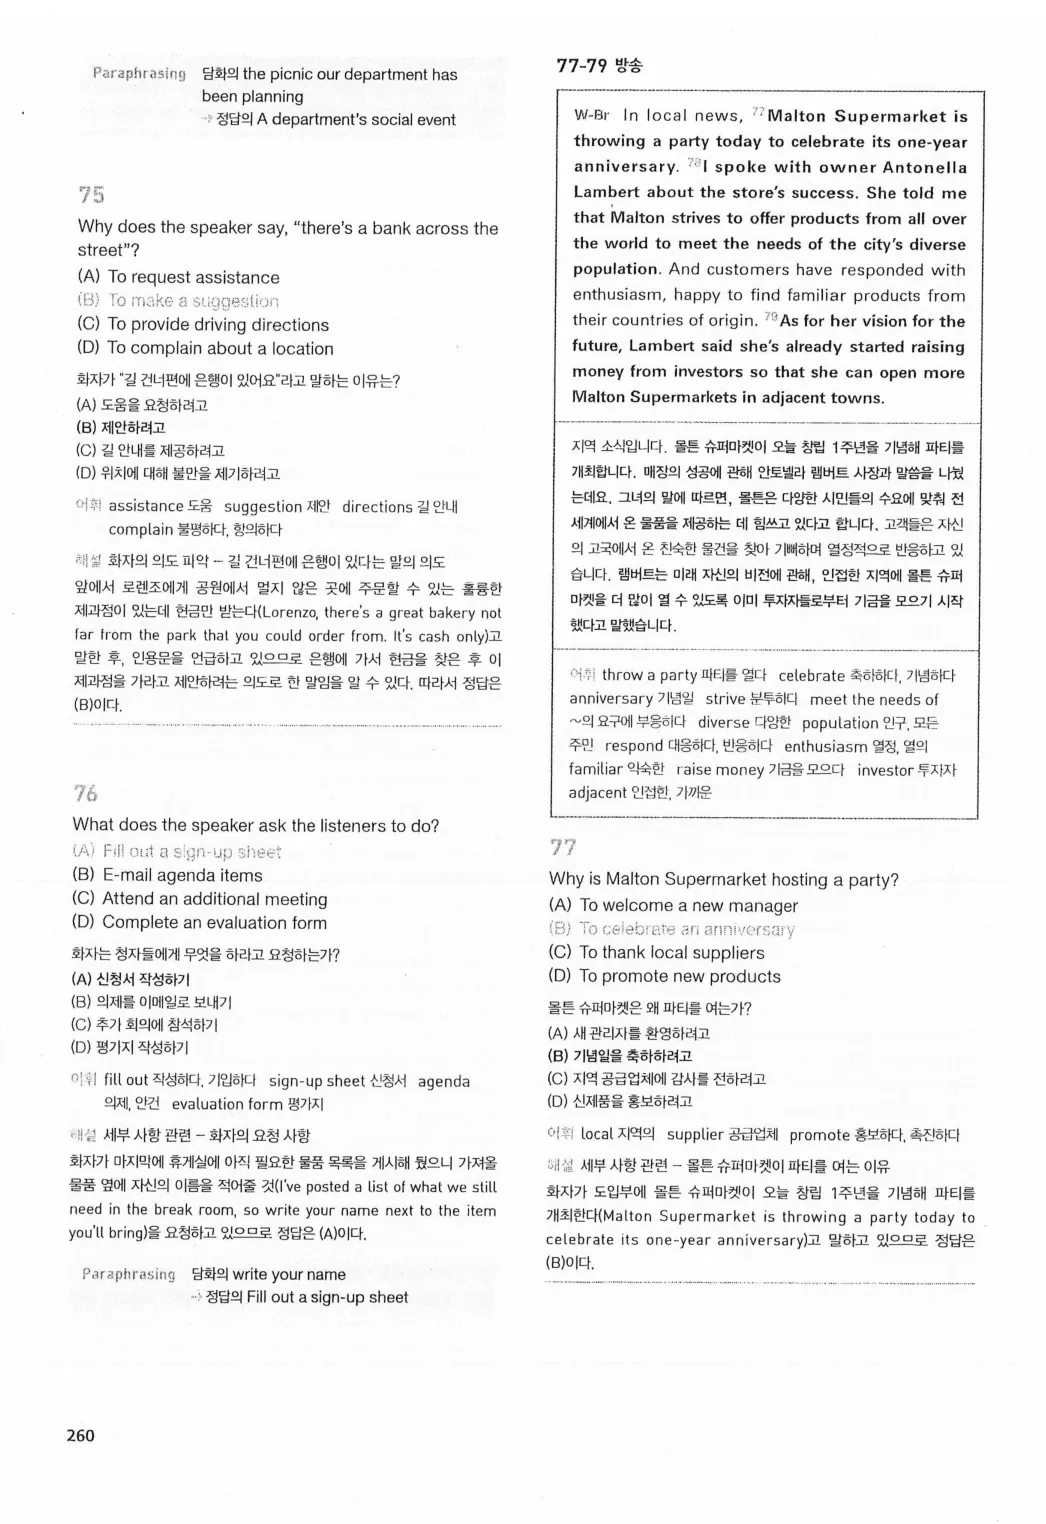 Paraphrasing 담화의 the picnic our department has
been planning
→ 정답의 A department's social event
75
Why does the speaker say, "there's a bank across the
street"?
(A) To request assistance
(B) To make a suggestion
(C) To provide driving directions
(D) To complain about a location
화자가 "길 건너편에 은행이 있어요"라고 말하는 이유는?
(A) 도움을 요청하려고
(B) 제안하려고
(C) 길 안내를 제공하려고
(D) 위치에 대해 불만을 제기하려고
어휘 assistance 도움 suggestion 제안 directions 길 안내
complain 불평하다, 항의하다
해설 화자의 의도 파악 – 길 건너편에 은행이 있다는 말의 의도
앞에서 로렌조에게 공원에서 멀지 않은 곳에 주문할 수 있는 훌륭한
제과점이 있는데 현금만 받는다(Lorenzo, there's a great bakery not
far from the park that you could order from. It's cash only)고
말한 후, 인용문을 언급하고 있으므로 은행에 가서 현금을 찾은 후 이
제과점을 가라고 제안하려는 의도로 한 말임을 알 수 있다. 따라서 정답은
(B)이다.
76
What does the speaker ask the listeners to do?
(A) Fill out a sign-up sheet
(B) E-mail agenda items
(C) Attend an additional meeting
(D) Complete an evaluation form
화자는 청자들에게 무엇을 하라고 요청하는가?
(A) 신청서 작성하기
(B) 의제를 이메일로 보내기
(C) 추가 회의에 참석하기
(D) 평가지 작성하기
어휘 fill out 작성하다, 기입하다 sign-up sheet 신청서 agenda
의제, 안건 evaluation form 평가지
해설 세부 사항 관련 – 화자의 요청 사항
화자가 마지막에 휴게실에 아직 필요한 물품 목록을 게시해 뒀으니 가져올
물품 옆에 자신의 이름을 적어줄 것(I've posted a list of what we still
need in the break room, so write your name next to the item
you'll bring)을 요청하고 있으므로 정답은 (A)이다.
Paraphrasing 담화의 write your name
→ 정답의 Fill out a sign-up sheet
260
77-79 방송
W-Br In local news, 77Malton Supermarket is
throwing a party today to celebrate its one-year
anniversary. 78I spoke with owner Antonella
Lambert about the store's success. She told me
that Malton strives to offer products from all over
the world to meet the needs of the city's diverse
population. And customers have responded with
enthusiasm, happy to find familiar products from
their countries of origin. 79As for her vision for the
future, Lambert said she's already started raising
money from investors so that she can open more
Malton Supermarkets in adjacent towns.
지역 소식입니다. 몰튼 슈퍼마켓이 오늘 창립 1주년을 기념해 파티를
개최합니다. 매장의 성공에 관해 안토넬라 램버트 사장과 말씀을 나눴
는데요. 그녀의 말에 따르면, 몰튼은 다양한 시민들의 수요에 맞춰 전
세계에서 온 물품을 제공하는 데 힘쓰고 있다고 합니다. 고객들은 자신
의 고국에서 온 친숙한 물건을 찾아 기뻐하며 열정적으로 반응하고 있
습니다. 램버트는 미래 자신의 비전에 관해, 인접한 지역에 몰튼 슈퍼
마켓을 더 많이 열 수 있도록 이미 투자자들로부터 기금을 모으기 시작
했다고 말했습니다.
어휘 throw a party 파티를 열다 celebrate 축하하다, 기념하다
anniversary 기념일 strive 분투하다 meet the needs of
~의 요구에 부응하다 diverse 다양한 population 인구, 모든
주민 respond 대응하다, 반응하다 enthusiasm 열정, 열의
familiar 익숙한 raise money 기금을 모으다 investor 투자자
adjacent 인접한, 가까운
77
Why is Malton Supermarket hosting a party?
(A) To welcome a new manager
(B) To celebrate an anniversary
(C) To thank local suppliers
(D) To promote new products
몰튼 슈퍼마켓은 왜 파티를 여는가?
(A) 새 관리자를 환영하려고
(B) 기념일을 축하하려고
(C) 지역 공급업체에 감사를 전하려고
(D) 신제품을 홍보하려고
어휘 local 지역의 supplier 공급업체 promote 홍보하다, 촉진하다
해설 세부 사항 관련 – 몰튼 슈퍼마켓이 파티를 여는 이유
화자가 도입부에 몰튼 슈퍼마켓이 오늘 창립 1주년을 기념해 파티를
개최한다(Malton Supermarket is throwing a party today to
celebrate its one-year anniversary)고 말하고 있으므로 정답은
(B)이다.